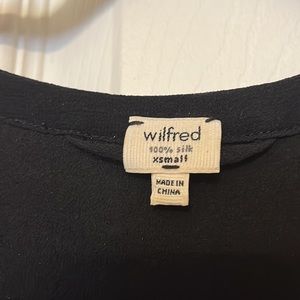 wilfred
100% silk
xsmall
MADE IN
CHINA